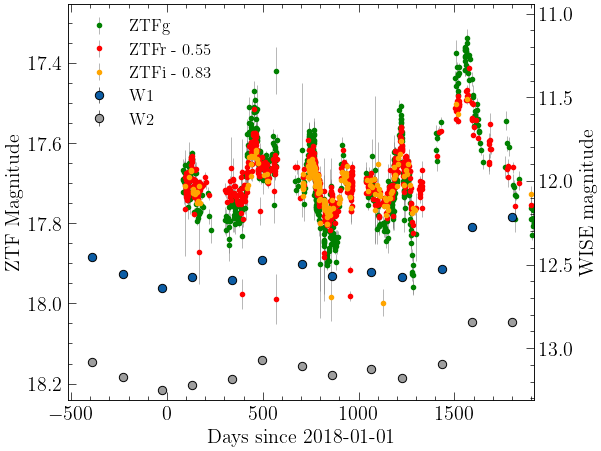 ZTFg
ZTFr - 0.55
ZTFi - 0.83
W1
W2
17.4
17.6
17.8
18.0
18.2
ZTF Magnitude
11.0
11.5
12.0
12.5
13.0
WISE magnitude
−500
0
500
1000
1500
Days since 2018-01-01